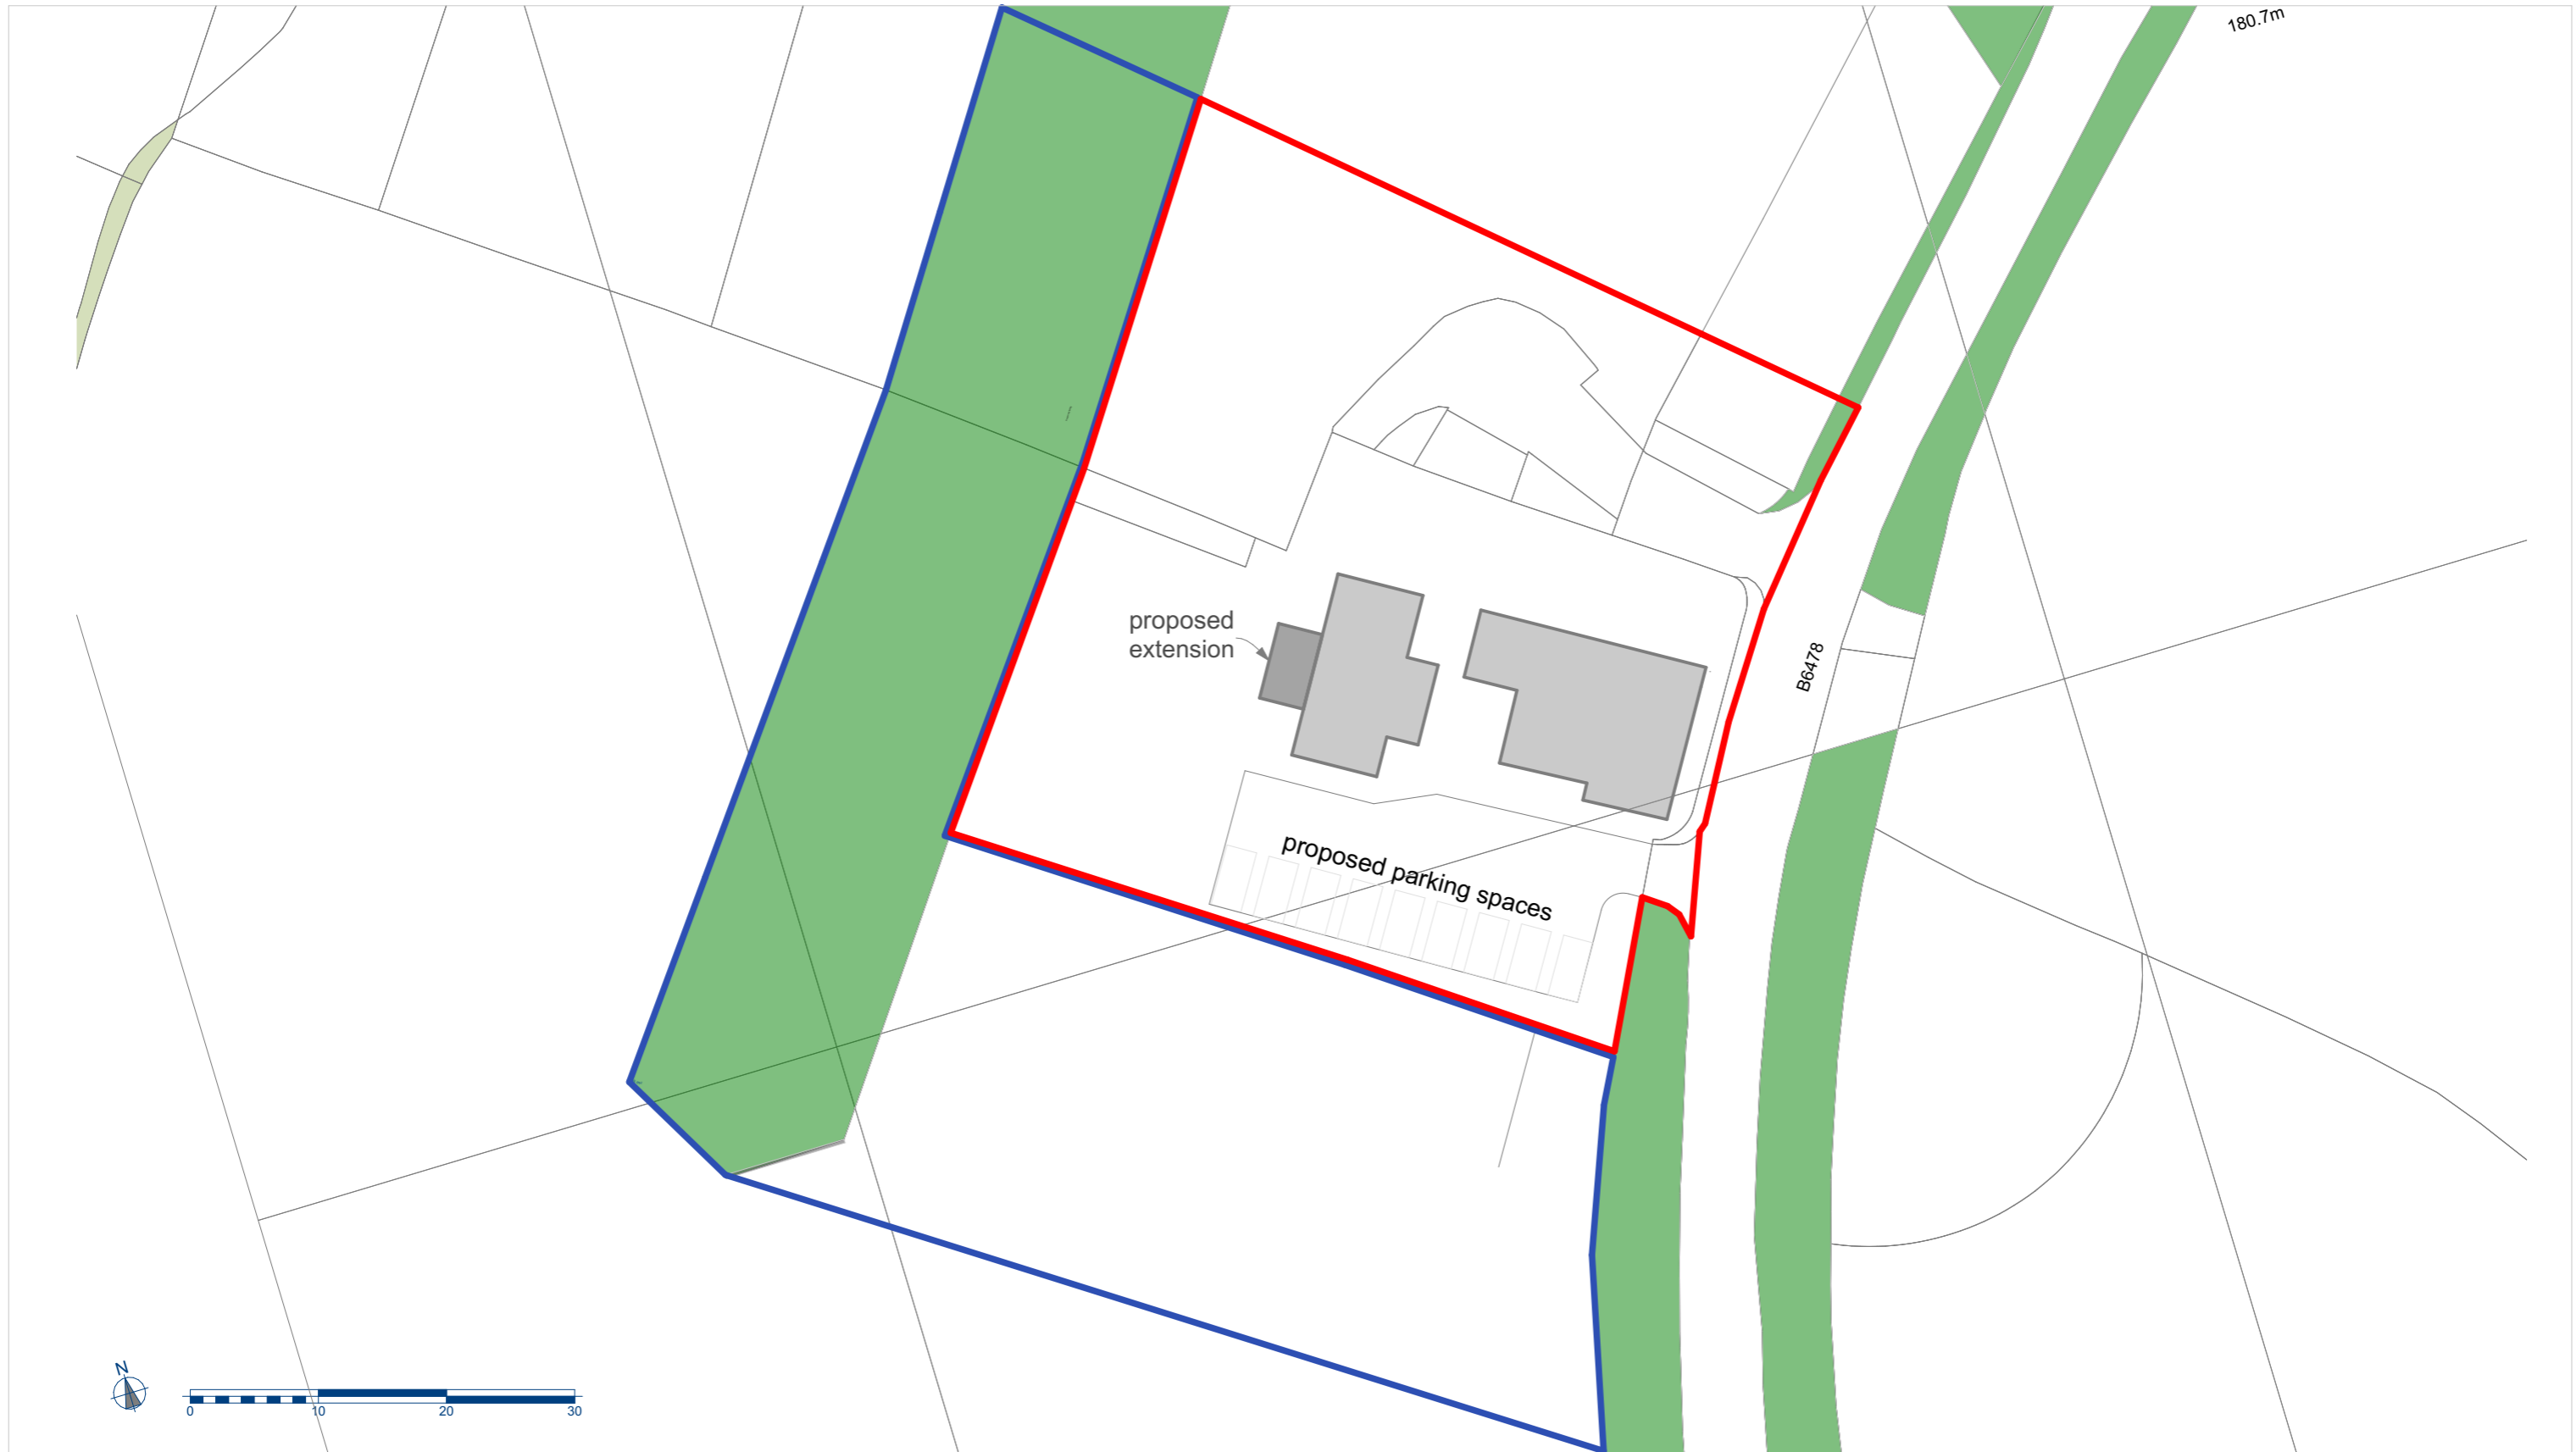 180.7m
proposed
extension
B6478
proposed parking spaces
N
0 10 20 30